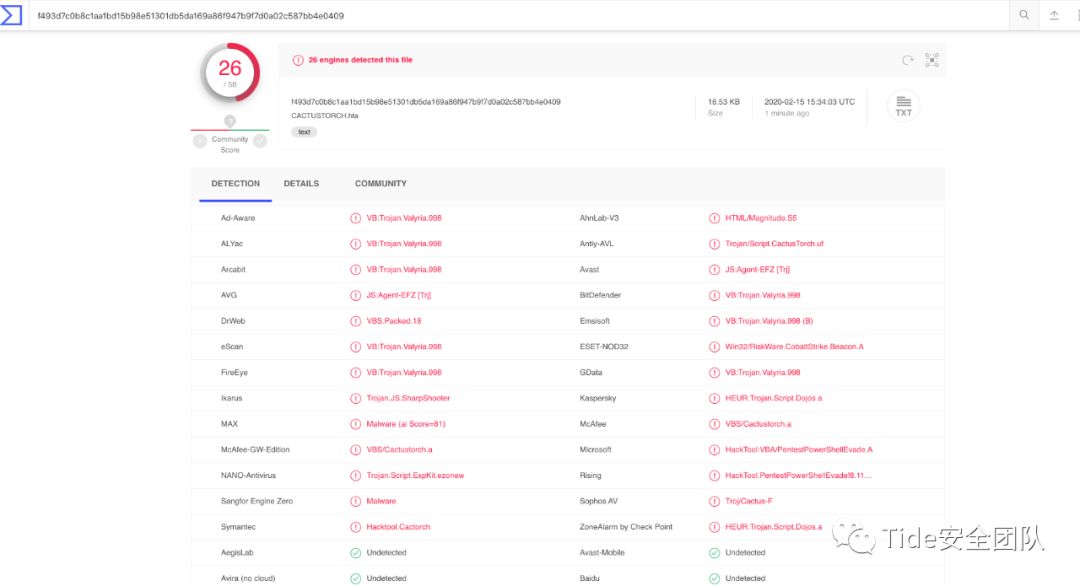 f493d7c0b8c1aa1bd15b98e51301db5da169a86f947b9f7d0a02c587bb4e0409
26
/ 58
26 engines detected this file
f493d7c0b8c1aa1bd15b98e51301db5da169a86f947b9f7d0a02c587bb4e0409
CACTUSTORCH.hta
text
16.53 KB
Size
2020-02-15 15:34:03 UTC
1 minute ago
TXT
?
Community
Score
DETECTION DETAILS COMMUNITY
Ad-Aware VB:Trojan.Valyria.998 AhnLab-V3 HTML/Magnitude.S5
ALYac VB:Trojan.Valyria.998 Antiy-AVL Trojan/Script.CactusTorch.uf
Arcabit VB:Trojan.Valyria.998 Avast JS:Agent-EFZ [Trj]
AVG JS:Agent-EFZ [Trj] BitDefender VB:Trojan.Valyria.998
DrWeb VBS.Packed.18 Emsisoft VB:Trojan.Valyria.998 (B)
eScan VB:Trojan.Valyria.998 ESET-NOD32 Win32/RiskWare.CobaltStrike.Beacon.A
FireEye VB:Trojan.Valyria.998 GData VB:Trojan.Valyria.998
Ikarus Trojan.JS.SharpShooter Kaspersky HEUR:Trojan.Script.Dojos.a
MAX Malware (ai Score=81) McAfee VBS/Cactustorch.a
McAfee-GW-Edition VBS/Cactustorch.a Microsoft HackTool:VBA/PentestPowerShellEvade.A
NANO-Antivirus Trojan.Script.ExpKit.ezonew Rising HackTool.PentestPowerShellEvade!8.11...
Sangfor Engine Zero Malware Sophos AV Troj/Cactus-F
Symantec Hacktool.Cactorch ZoneAlarm by Check Point HEUR:Trojan.Script.Dojos.a
AegisLab Undetected Avast-Mobile Undetected
Avira (no cloud) Undetected Baidu Undetected
Tide安全团队